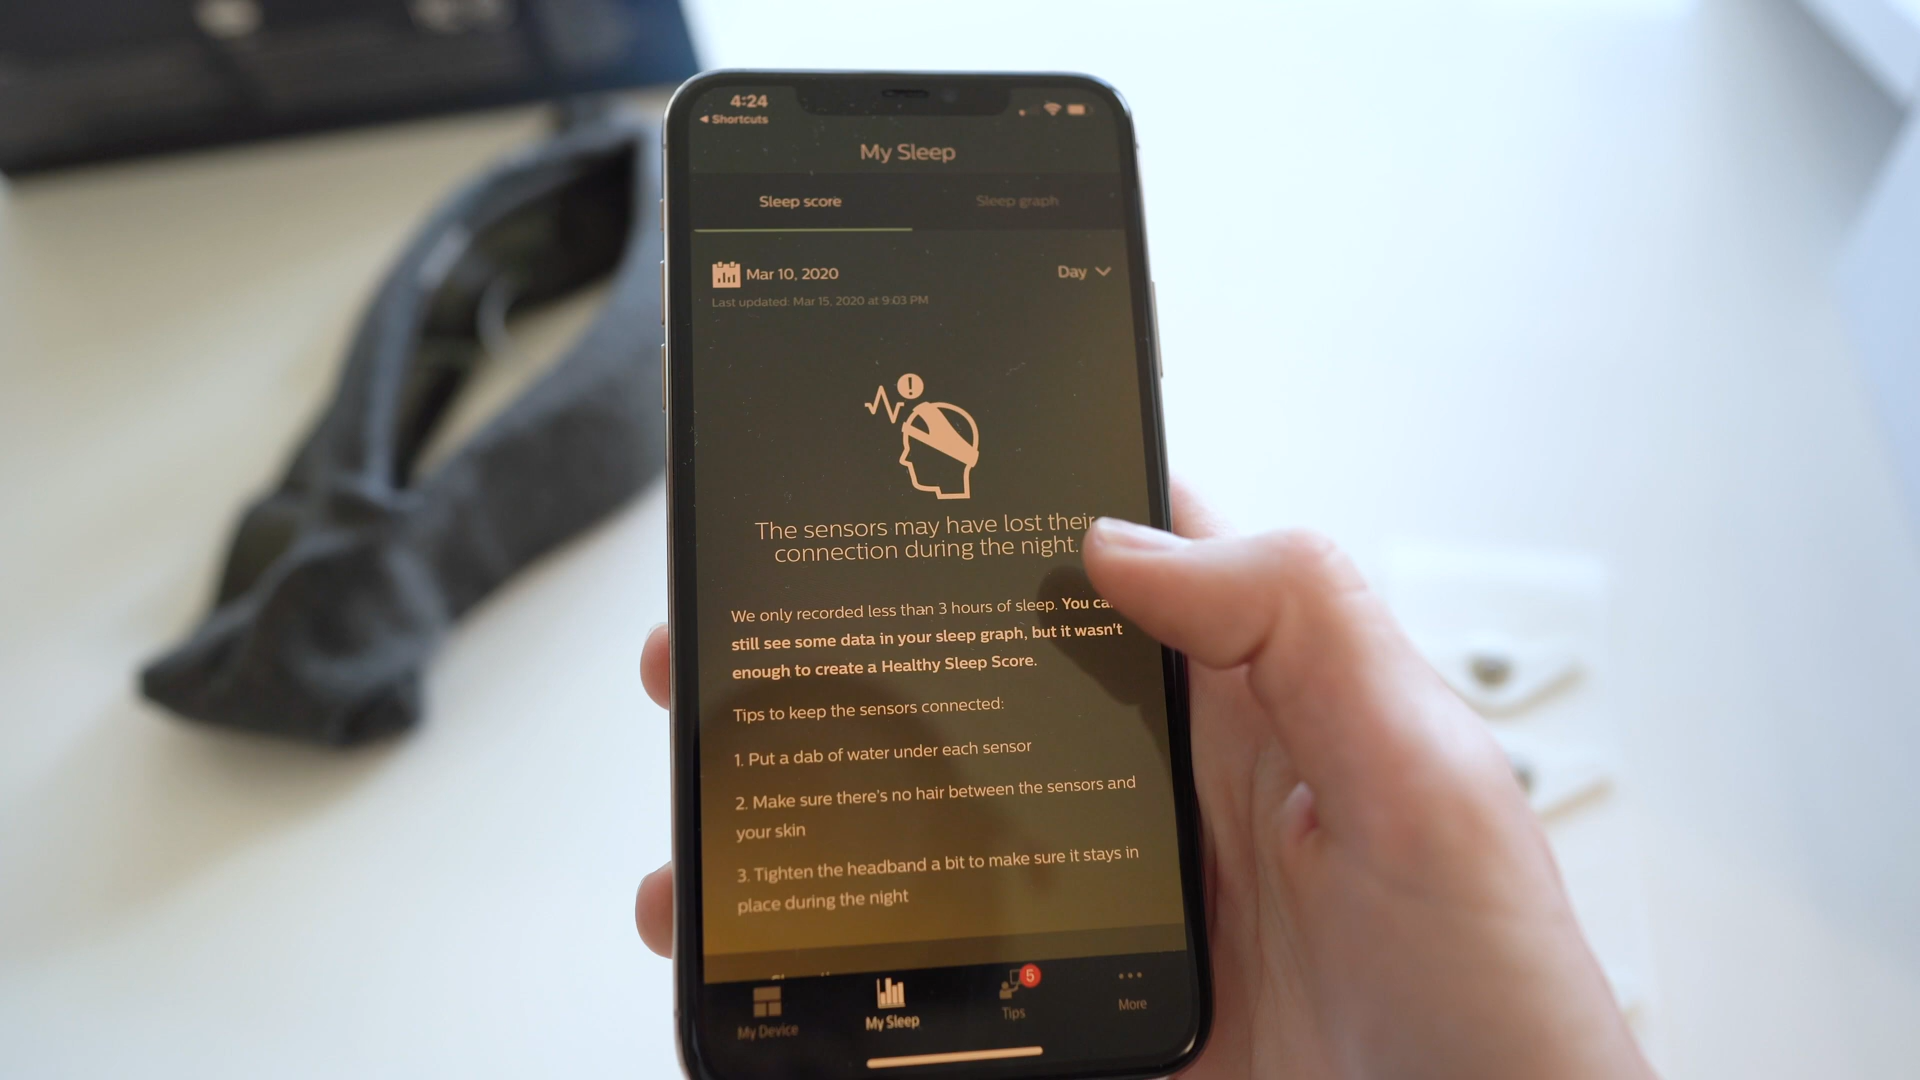 4:24
◄ Shortcuts
My Sleep
Sleep score
Sleep graph
Mar 10, 2020
Day
Last updated: Mar 15, 2020 at 9:03 PM
The sensors may have lost their
connection during the night.
We only recorded less than 3 hours of sleep. You
still see some data in your sleep graph, but it wasn't
enough to create a Healthy Sleep Score.
Tips to keep the sensors connected:
1. Put a dab of water under each sensor
2. Make sure there's no hair between the sensors and
your skin
3. Tighten the headband a bit to make sure it stays in
place during the night
5
My Device
My Sleep
Tips
More